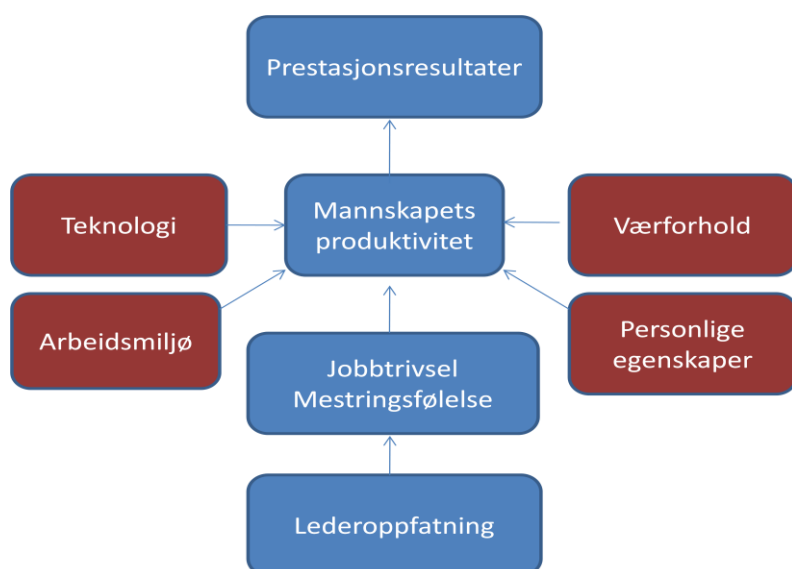 Prestasjonsresultater
Teknologi
Mannskapets
produktivitet
Værforhold
Arbeidsmiljø
Jobbtrivsel
Mestringsfølelse
Personlige
egenskaper
Lederoppfatning